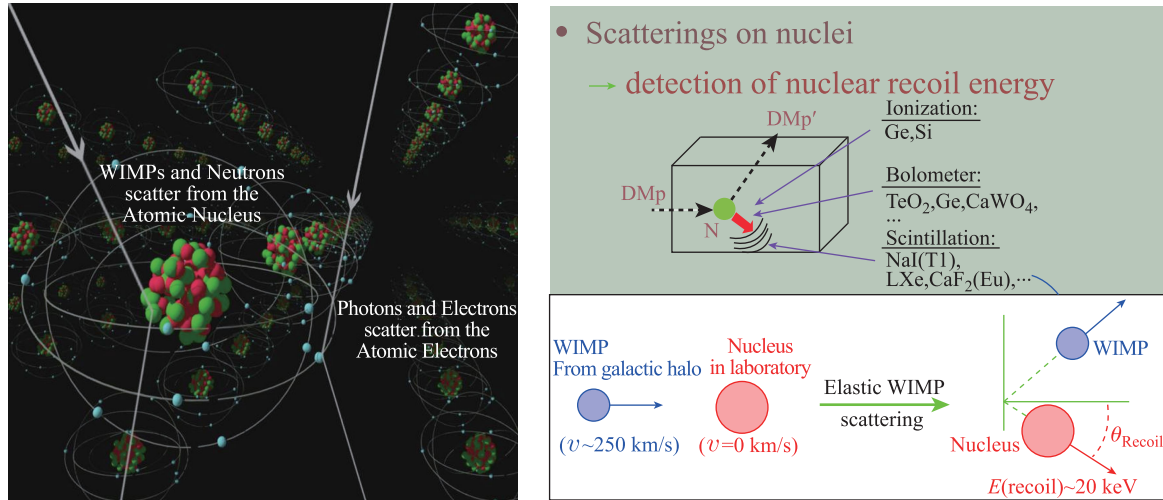 WIMPs and Neutrons
scatter from the
Atomic Nucleus
Photons and Electrons
scatter from the
Atomic Electrons
• Scatterings on nuclei
→ detection of nuclear recoil energy
DMp′
Ionization:
Ge,Si
DMp
N
Bolometer:
TeO₂,Ge,CaWO₄,
...
Scintillation:
NaI(T1),
LXe,CaF₂(Eu),···
WIMP
From galactic halo
(v~250 km/s)
Nucleus
in laboratory
(v=0 km/s)
Elastic WIMP
scattering
WIMP
Nucleus
θRecoil
E(recoil)~20 keV